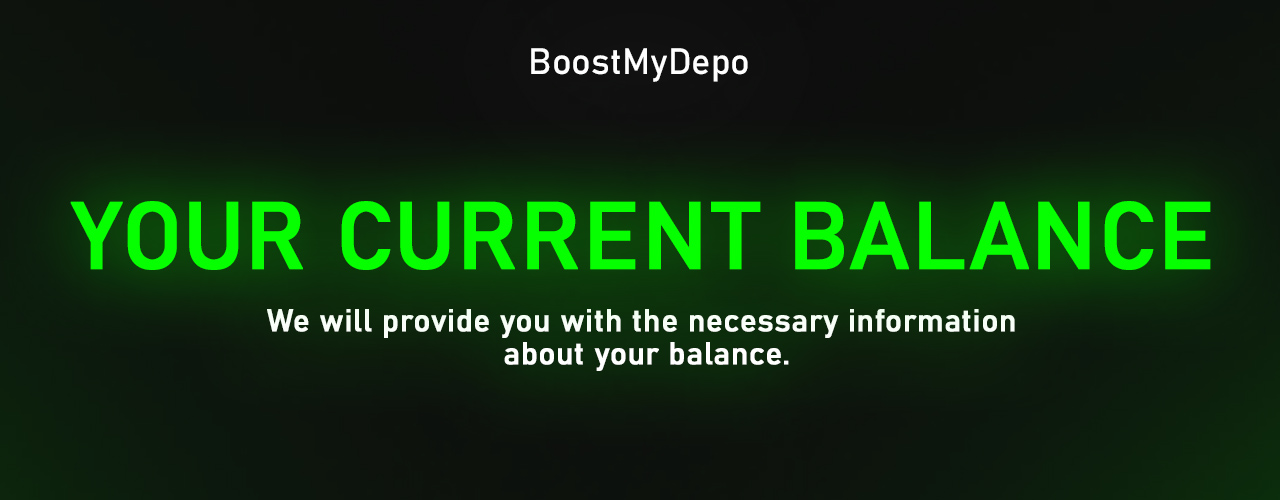 BoostMyDepo
YOUR CURRENT BALANCE
We will provide you with the necessary information
about your balance.